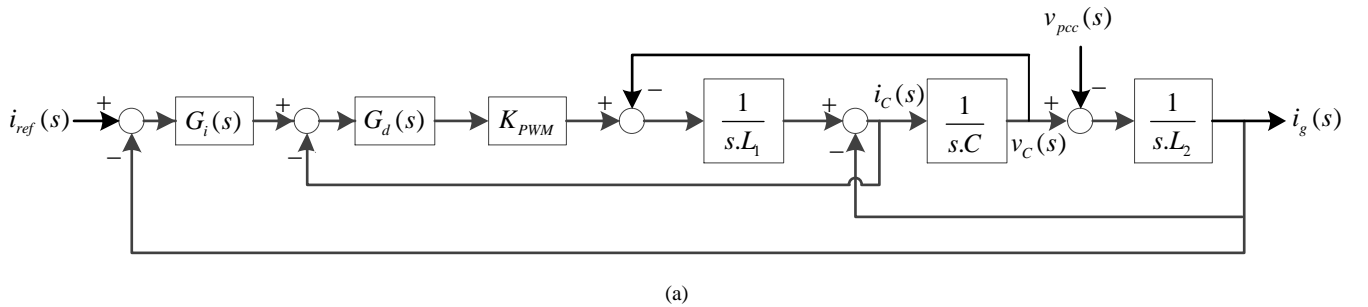 v_pcc(s)
i_ref(s)
+
−
G_i(s)
+
−
G_d(s)
K_PWM
+
−
1
s.L_1
+
−
i_C(s)
1
s.C
v_C(s)
+
−
1
s.L_2
i_g(s)
(a)